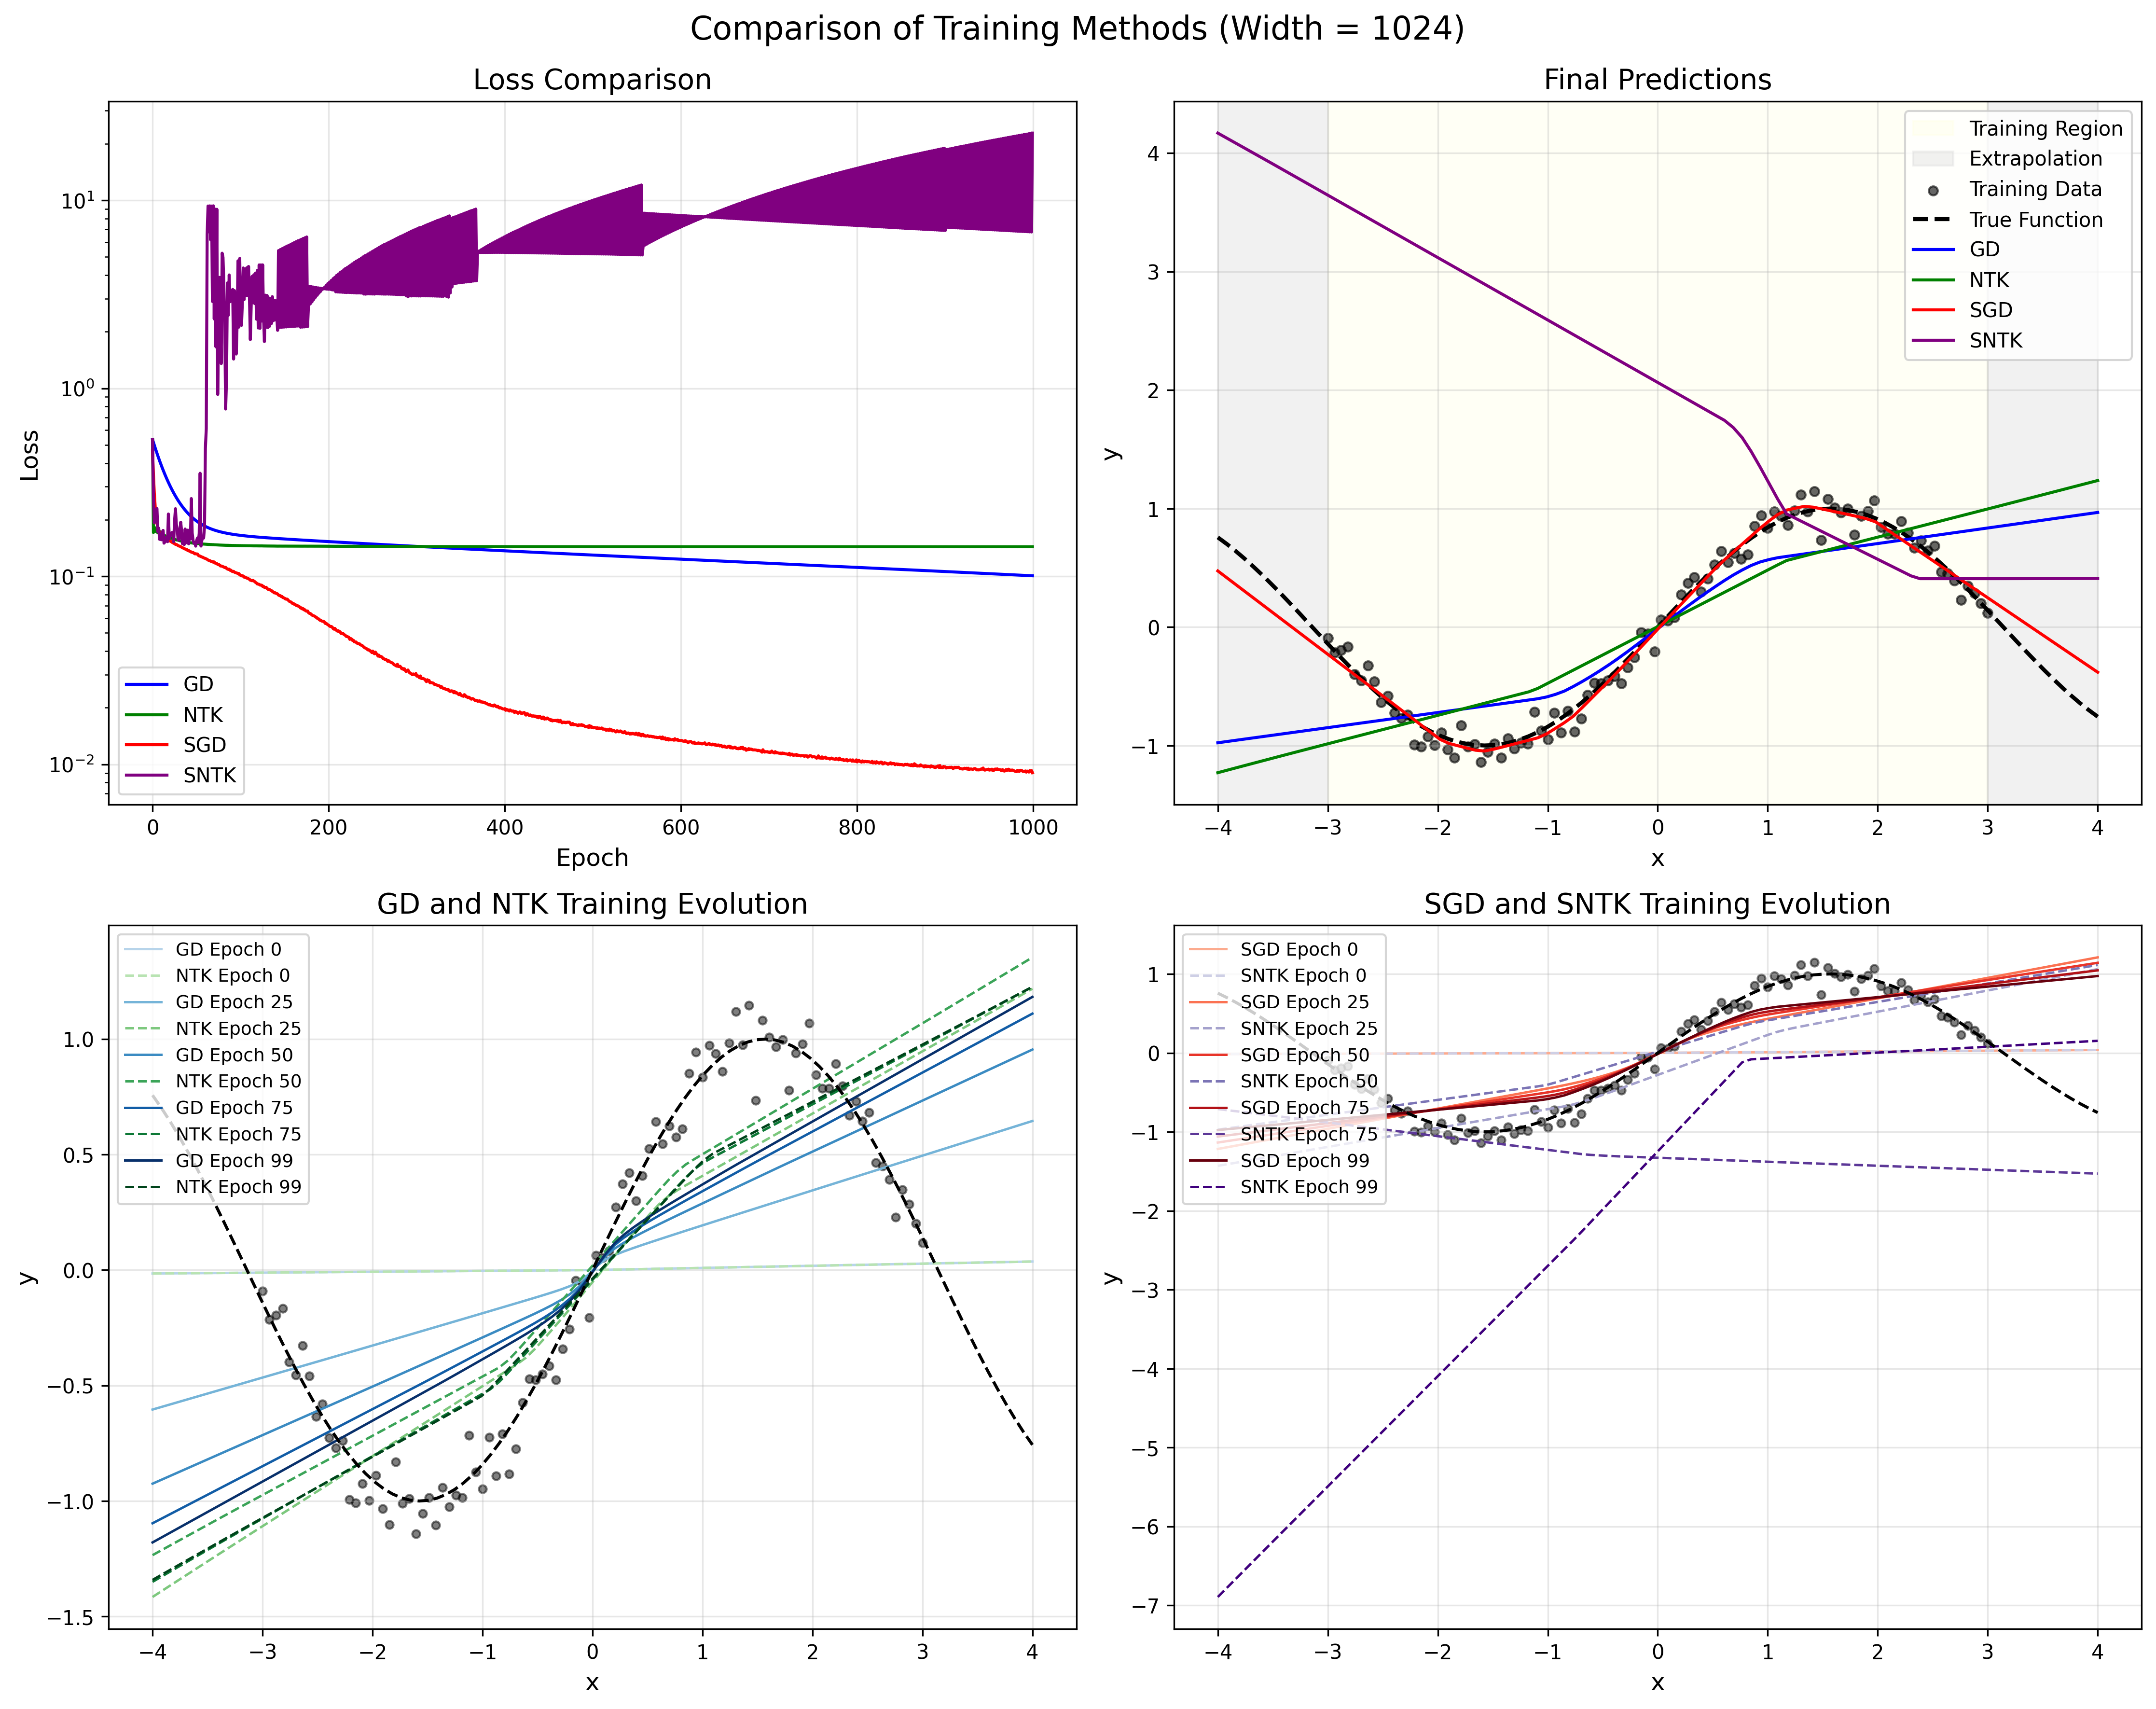 Comparison of Training Methods (Width = 1024)
Loss Comparison
Loss
10¹
10⁰
10⁻¹
10⁻²
GD
NTK
SGD
SNTK
0 200 400 600 800 1000
Epoch
Final Predictions
y
4
3
2
1
0
−1
Training Region
Extrapolation
Training Data
True Function
GD
NTK
SGD
SNTK
−4 −3 −2 −1 0 1 2 3 4
x
GD and NTK Training Evolution
y
1.0
0.5
0.0
−0.5
−1.0
−1.5
GD Epoch 0
NTK Epoch 0
GD Epoch 25
NTK Epoch 25
GD Epoch 50
NTK Epoch 50
GD Epoch 75
NTK Epoch 75
GD Epoch 99
NTK Epoch 99
−4 −3 −2 −1 0 1 2 3 4
x
SGD and SNTK Training Evolution
y
1
0
−1
−2
−3
−4
−5
−6
−7
SGD Epoch 0
SNTK Epoch 0
SGD Epoch 25
SNTK Epoch 25
SGD Epoch 50
SNTK Epoch 50
SGD Epoch 75
SNTK Epoch 75
SGD Epoch 99
SNTK Epoch 99
−4 −3 −2 −1 0 1 2 3 4
x